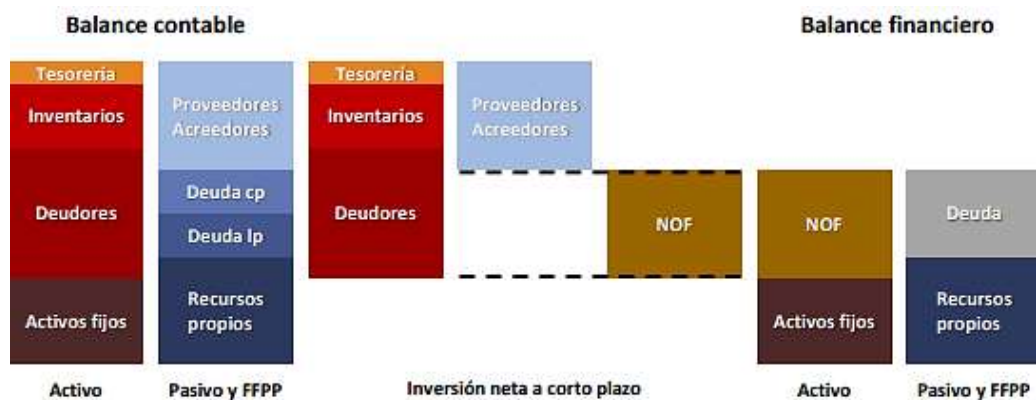 Balance contable
Balance financiero
Tesorería
Inventarios
Deudores
Activos fijos
Proveedores
Acreedores
Deuda cp
Deuda lp
Recursos
propios
Tesorería
Inventarios
Deudores
Proveedores
Acreedores
NOF
NOF
Activos fijos
Deuda
Recursos
propios
Activo
Pasivo y FFPP
Inversión neta a corto plazo
Activo
Pasivo y FFPP